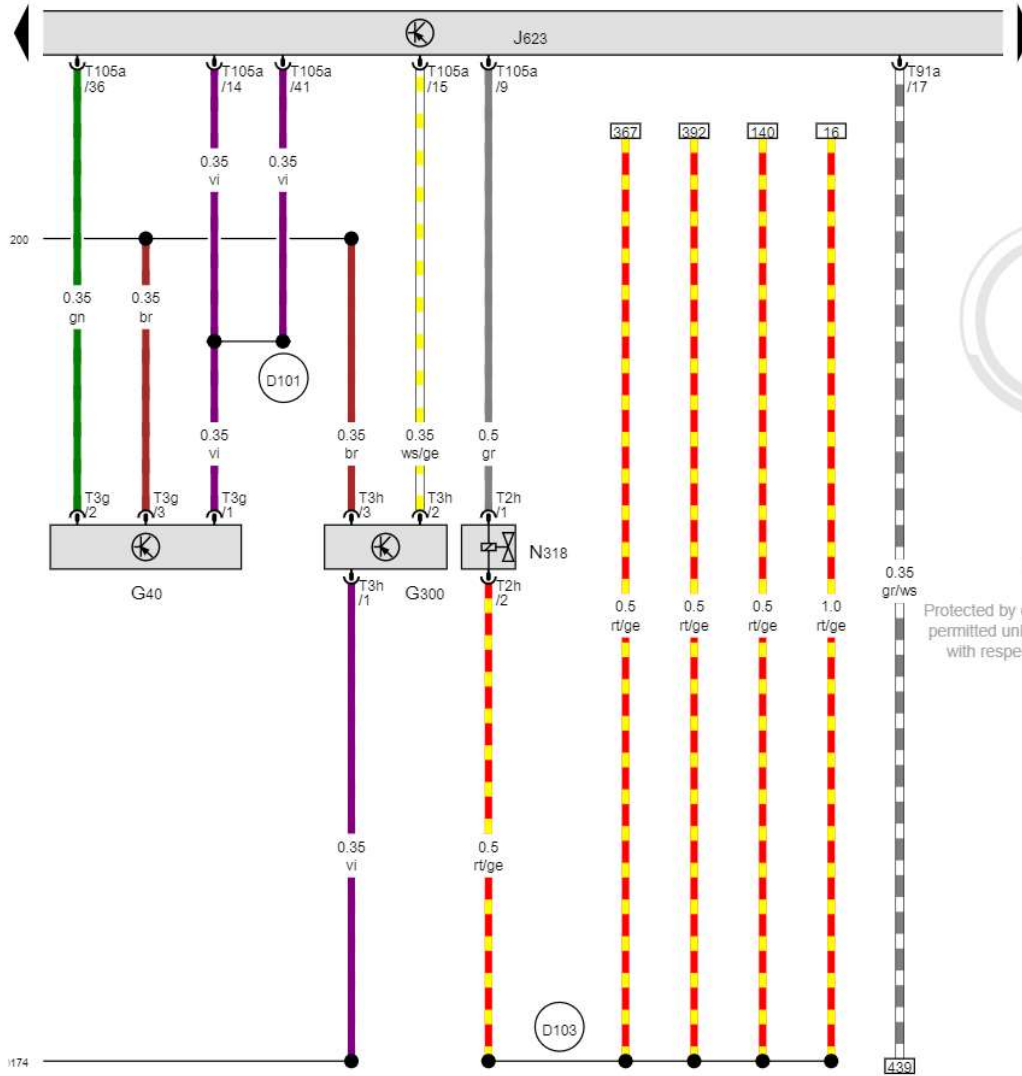 J623
T105a
/36
T105a
/14
T105a
/41
T105a
/15
T105a
/9
T91a
/17
367
392
140
16
0.35
vi
0.35
vi
200
0.35
gn
0.35
br
D101
0.35
vi
0.35
br
0.35
ws/ge
0.5
gr
T3g
/2
T3g
/3
T3g
/1
T3h
/3
T3h
/2
T2h
/1
N318
G40
T3h
/1
G300
T2h
/2
0.5
rt/ge
0.5
rt/ge
0.5
rt/ge
1.0
rt/ge
0.35
gr/ws
Protected by
permitted
with
0.35
vi
0.5
rt/ge
D103
174
439